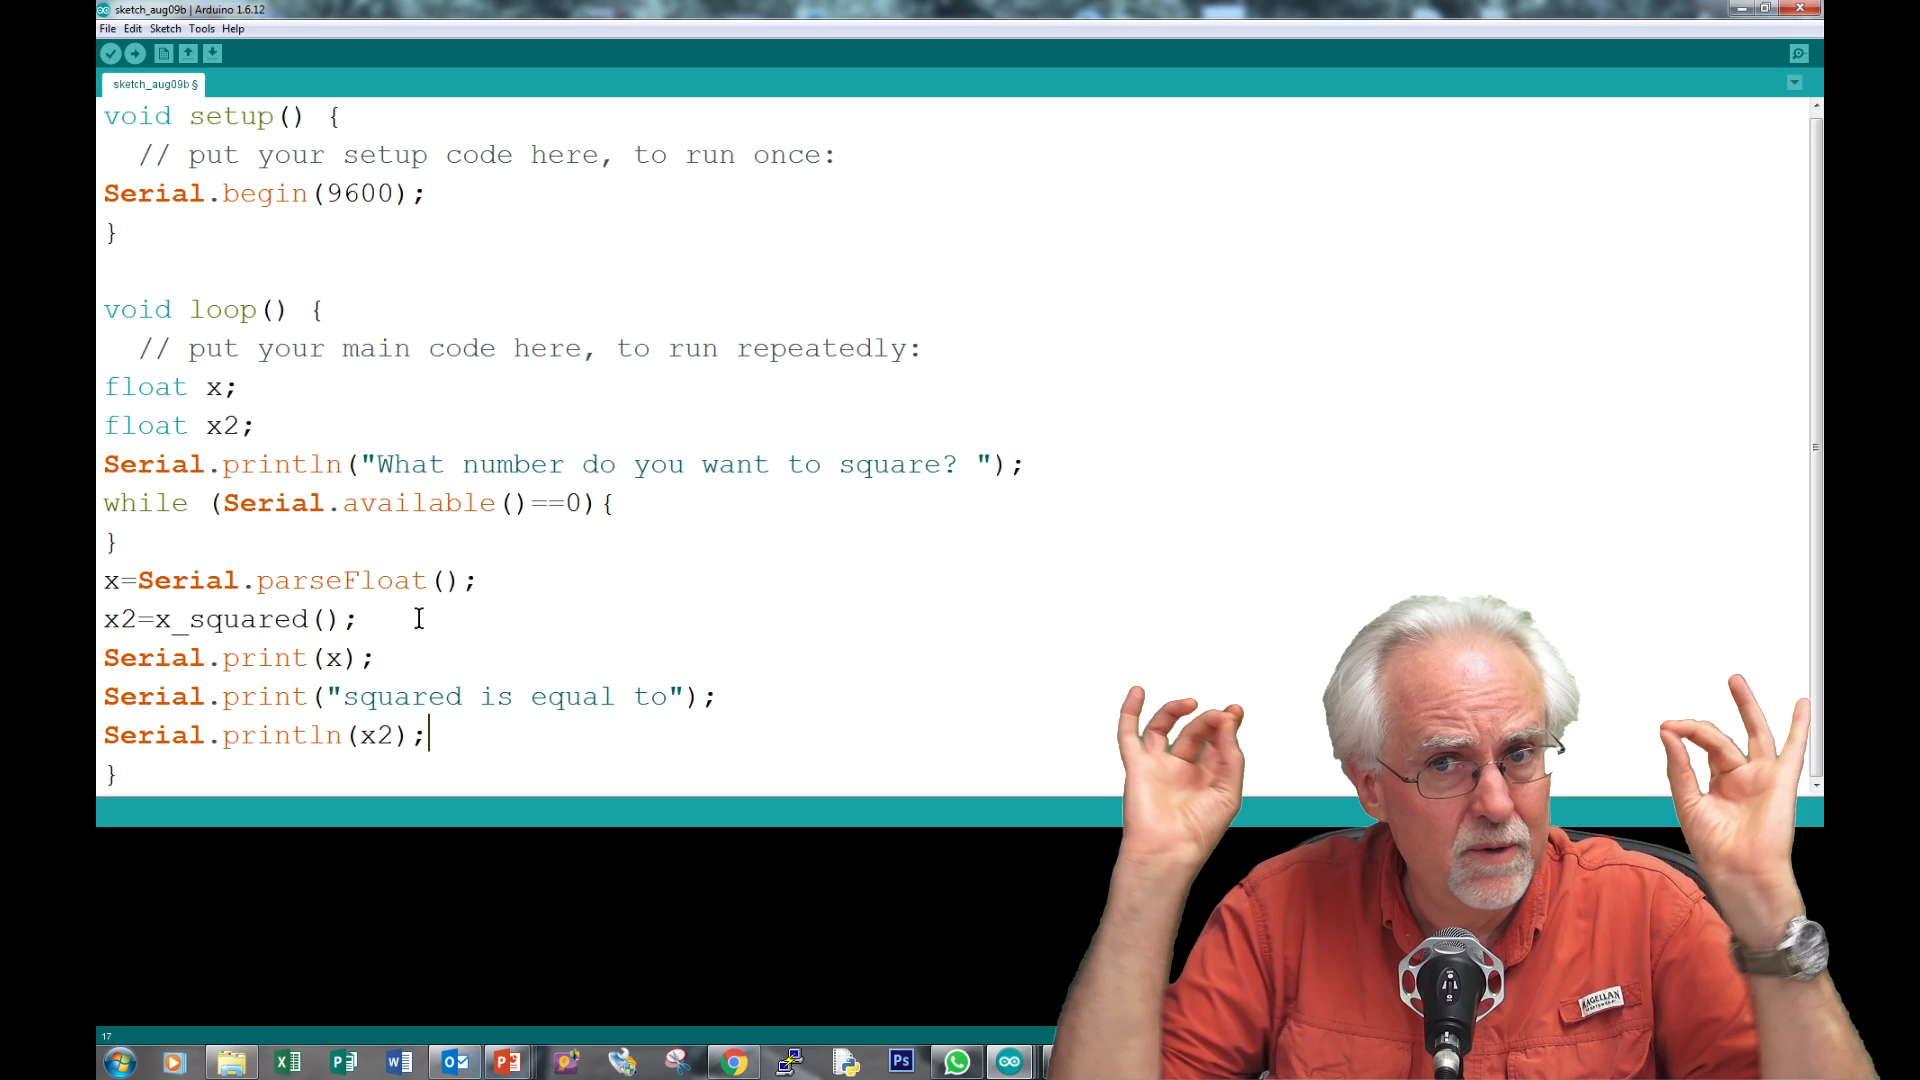 sketch_aug09b | Arduino 1.6.12
File Edit Sketch Tools Help
sketch_aug09b §
void setup() {
// put your setup code here, to run once:
Serial.begin(9600);
}
void loop() {
// put your main code here, to run repeatedly:
float x;
float x2;
Serial.println("What number do you want to square? ");
while (Serial.available()==0){
}
x=Serial.parseFloat();
x2=x_squared();
Serial.print(x);
Serial.print("squared is equal to");
Serial.println(x2);
}
MAGELLAN
17
Ps